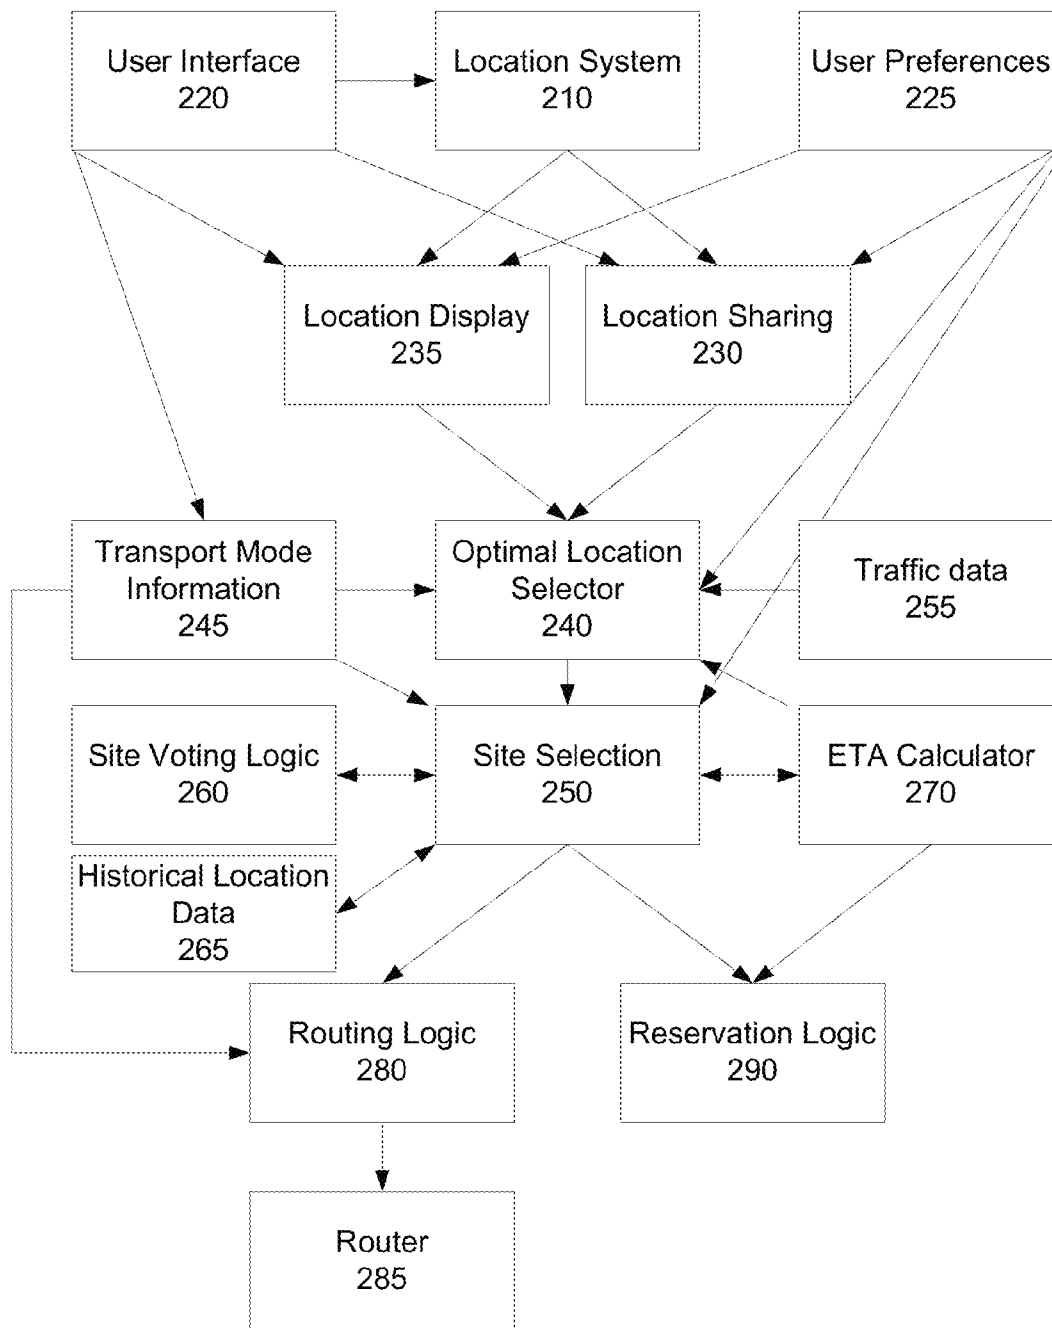 User Interface
220
Location System
210
User Preferences
225
Location Display
235
Location Sharing
230
Transport Mode
Information
245
Optimal Location
Selector
240
Traffic data
255
Site Voting Logic
260
Site Selection
250
ETA Calculator
270
Historical Location
Data
265
Routing Logic
280
Reservation Logic
290
Router
285